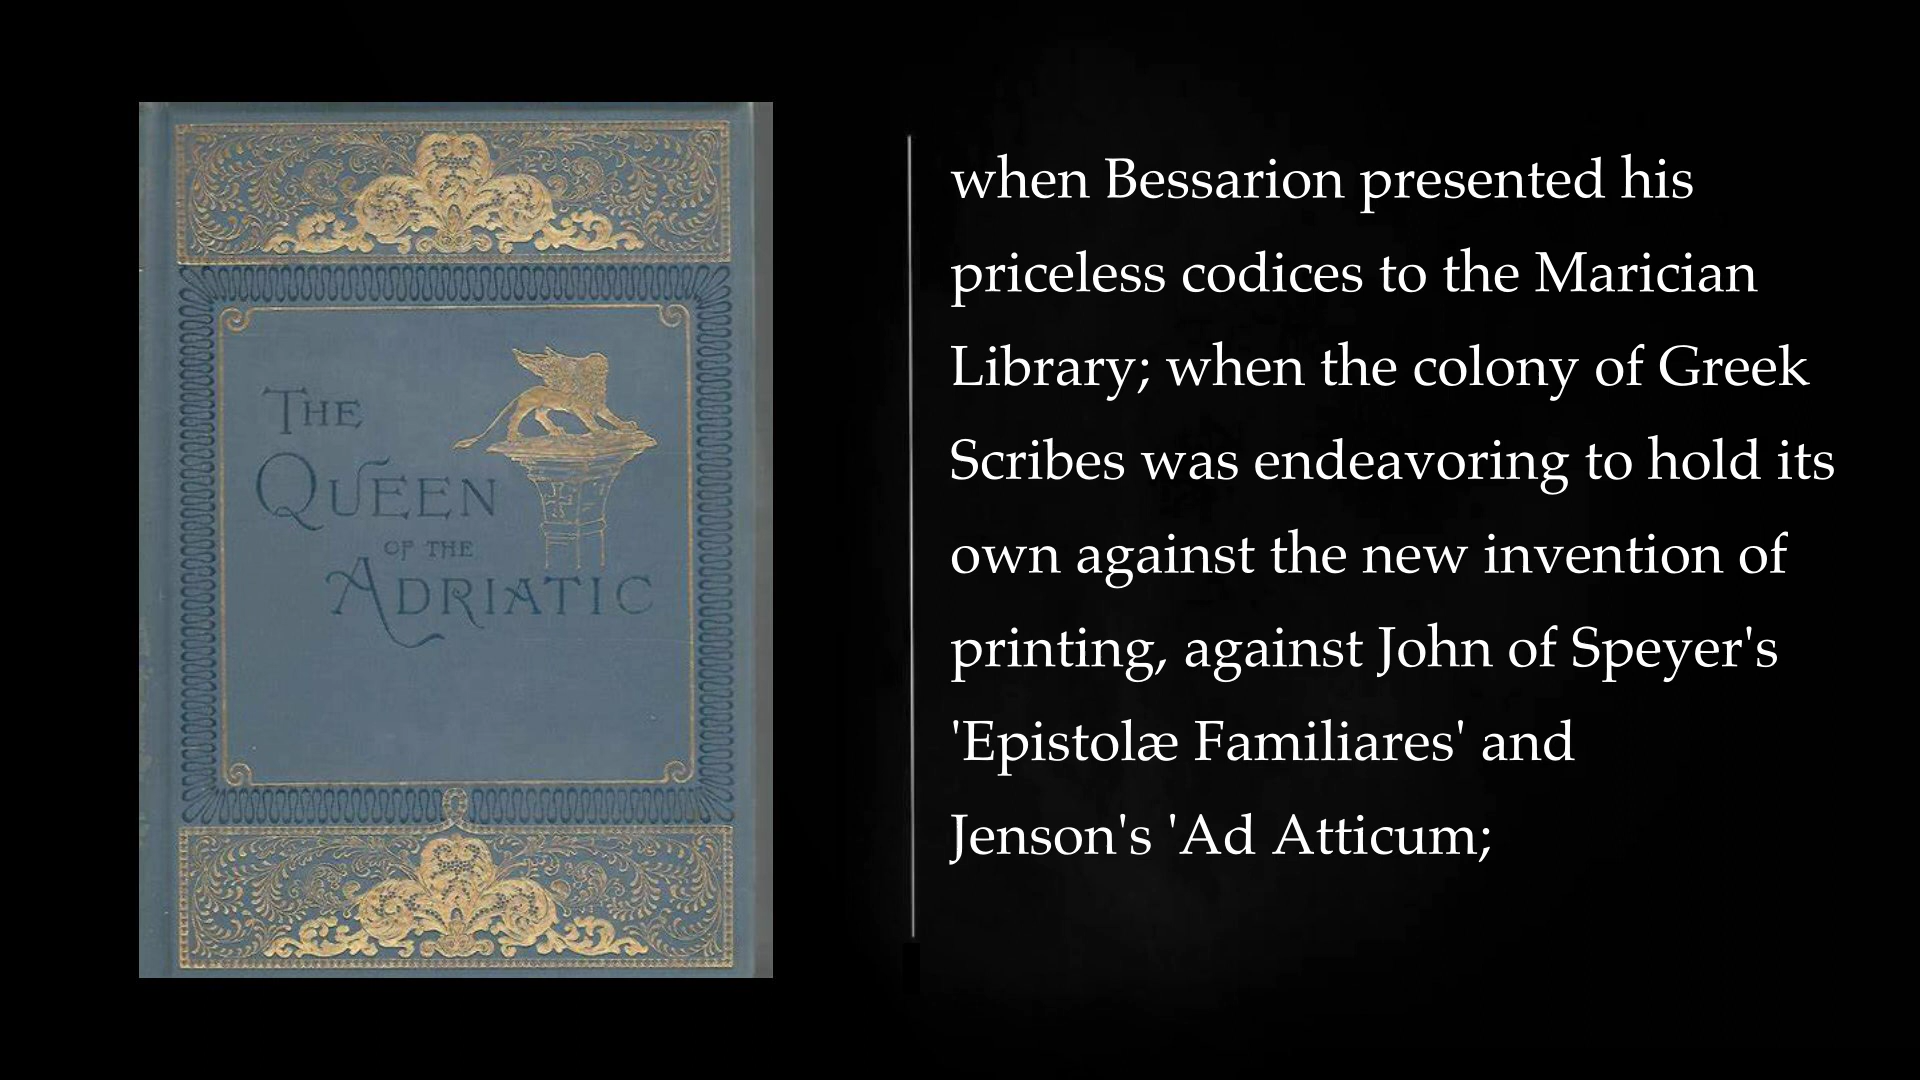 THE
QUEEN
OF THE
ADRIATIC
when Bessarion presented his
priceless codices to the Marician
Library; when the colony of Greek
Scribes was endeavoring to hold its
own against the new invention of
printing, against John of Speyer's
'Epistolæ Familiares' and
Jenson's 'Ad Atticum;